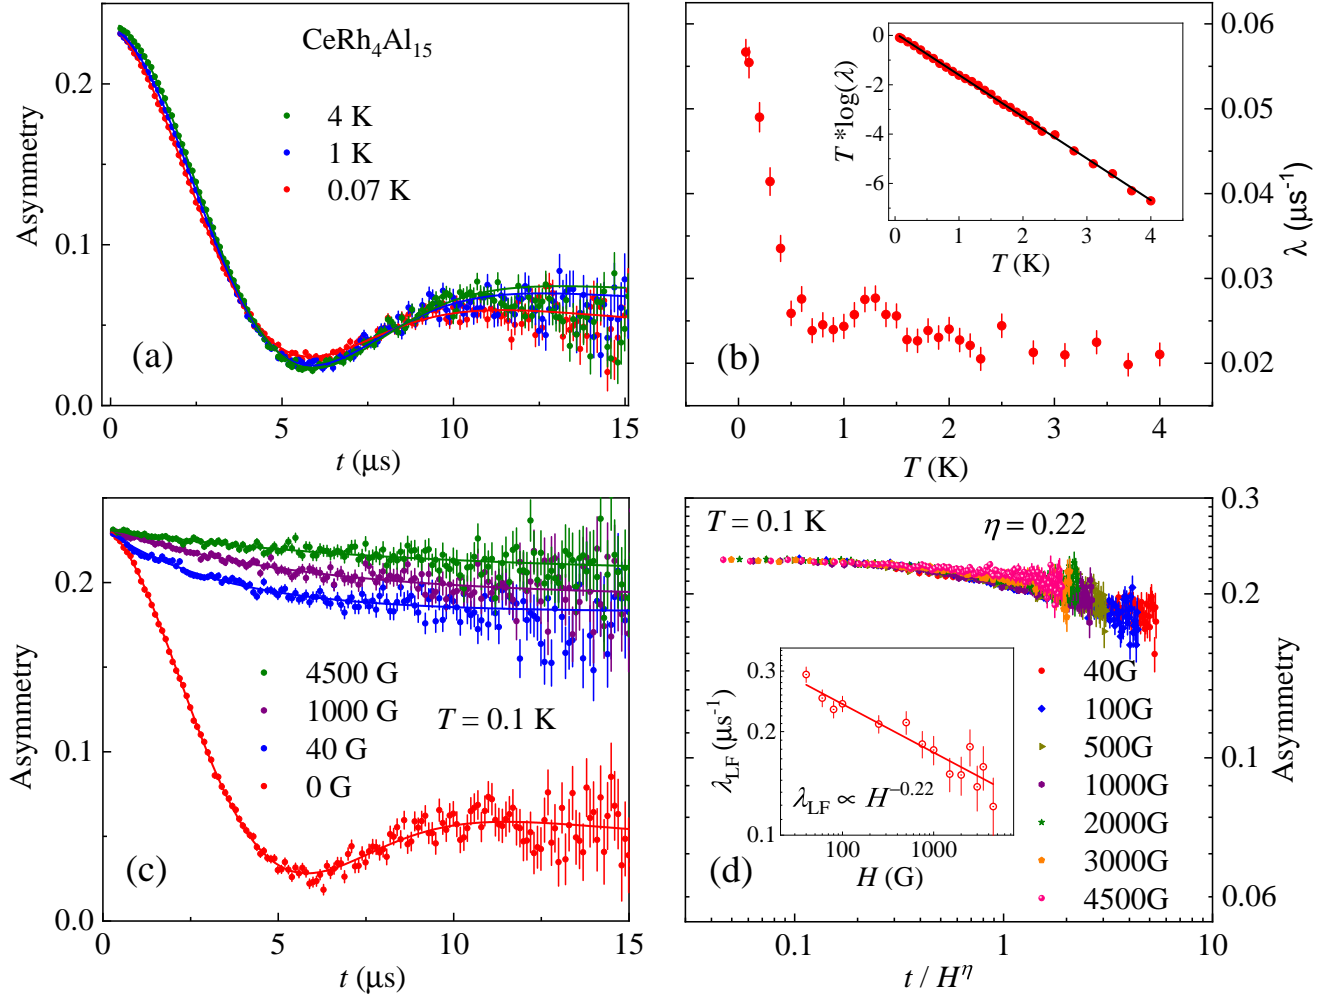 CeRh₄Al₁₅
4 K
1 K
0.07 K
Asymmetry
0.2
0.1
0.0
0
5
10
15
t (μs)
(a)
0.06
0.05
0.04
0.03
0.02
λ (μs⁻¹)
0
1
2
3
4
T (K)
(b)
0
-2
-4
-6
T*log(λ)
0
1
2
3
4
T (K)
Asymmetry
0.2
0.1
0.0
4500 G
1000 G
40 G
0 G
T = 0.1 K
(c)
0
5
10
15
t (μs)
T = 0.1 K
η = 0.22
0.3
0.2
0.1
0.06
Asymmetry
40G
100G
500G
1000G
2000G
3000G
4500G
0.3
0.2
0.1
λLF (μs⁻¹)
λLF ∝ H⁻⁰·²²
100
1000
H (G)
(d)
0.1
1
10
t / H^η